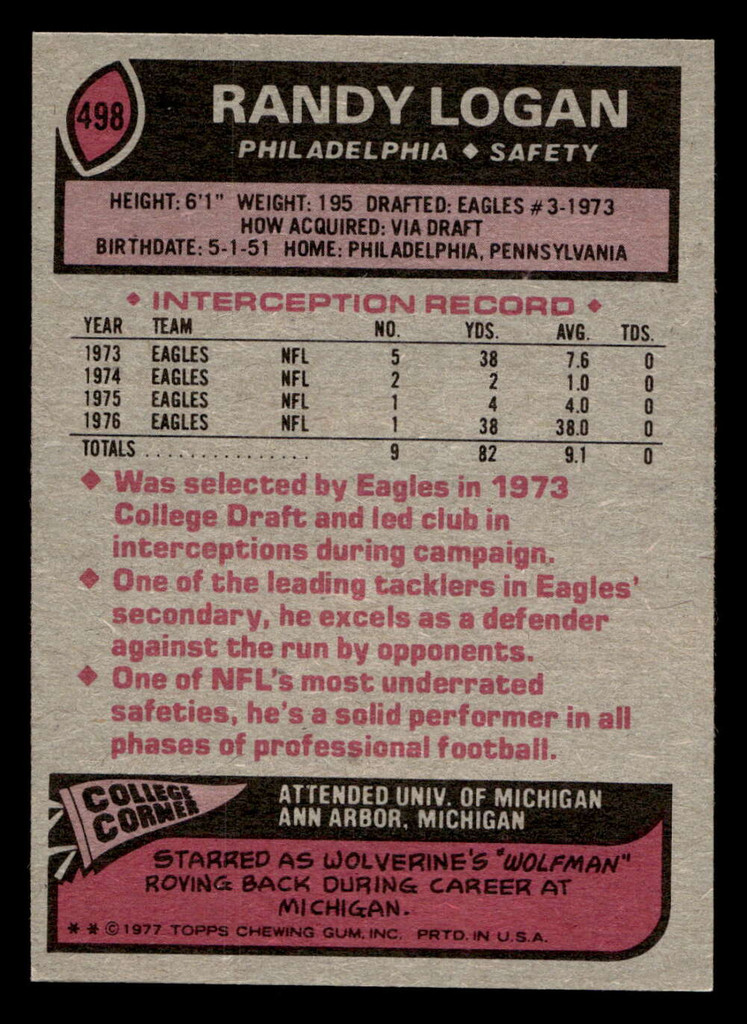 498
RANDY LOGAN
PHILADELPHIA ◆ SAFETY
HEIGHT: 6'1" WEIGHT: 195 DRAFTED: EAGLES #3-1973
HOW ACQUIRED: VIA DRAFT
BIRTHDATE: 5-1-51 HOME: PHILADELPHIA, PENNSYLVANIA
◆ INTERCEPTION RECORD ◆
YEAR TEAM NO. YDS. AVG. TDS.
1973 EAGLES NFL 5 38 7.6 0
1974 EAGLES NFL 2 2 1.0 0
1975 EAGLES NFL 1 4 4.0 0
1976 EAGLES NFL 1 38 38.0 0
TOTALS . . . . . . . . . . . . . . . . 9 82 9.1 0
◆ Was selected by Eagles in 1973
College Draft and led club in
interceptions during campaign.
◆ One of the leading tacklers in Eagles'
secondary, he excels as a defender
against the run by opponents.
◆ One of NFL's most underrated
safeties, he's a solid performer in all
phases of professional football.
COLLEGE
CORNER
ATTENDED UNIV. OF MICHIGAN
ANN ARBOR, MICHIGAN
STARRED AS WOLVERINE'S "WOLFMAN"
ROVING BACK DURING CAREER AT
MICHIGAN.
* * © 1977 TOPPS CHEWING GUM, INC. PRTD. IN U.S.A.